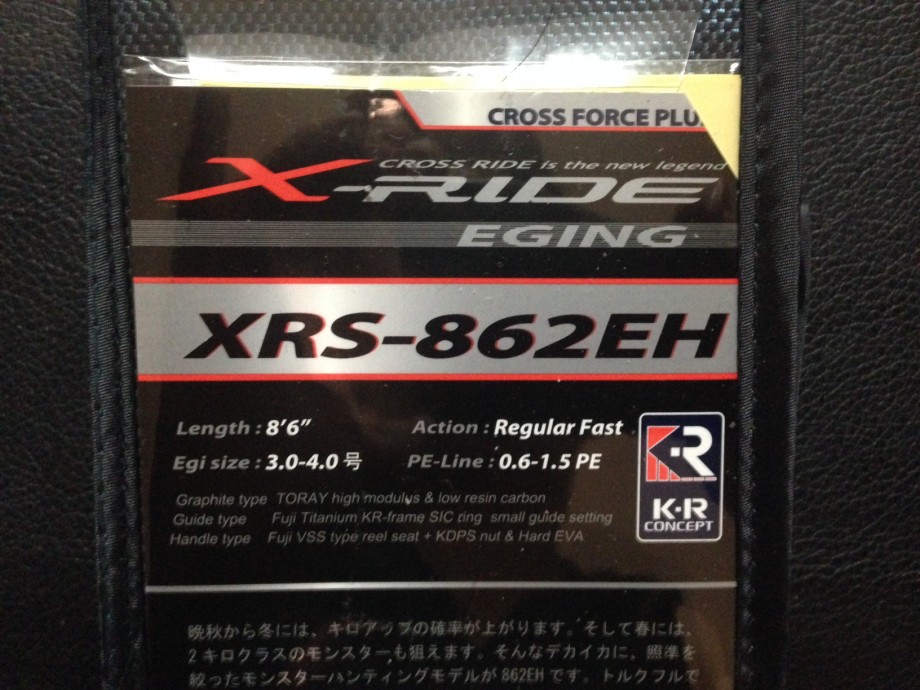 CROSS FORCE
CROSS RIDE is the new legend
X-RIDE
EGING
XRS-862EH
Length : 8'6" Action : Regular Fast
Egi size : 3.0-4.0号 PE-Line : 0.6-1.5 PE
Graphite type TORAY high modulus & low resin carbon
Guide type Fuji Titanium KR-frame SIC ring small guide setting
Handle type Fuji VSS type reel seat + KDPS nut & Hard EVA
K-R
K·R
CONCEPT
晩秋から冬には、キロアップの確率が上がります。そして春には、
2キロクラスのモンスターも狙えます。そんなデカイカに、照準を
絞ったモンスターハンティングモデルが862EHです。トルクフルで